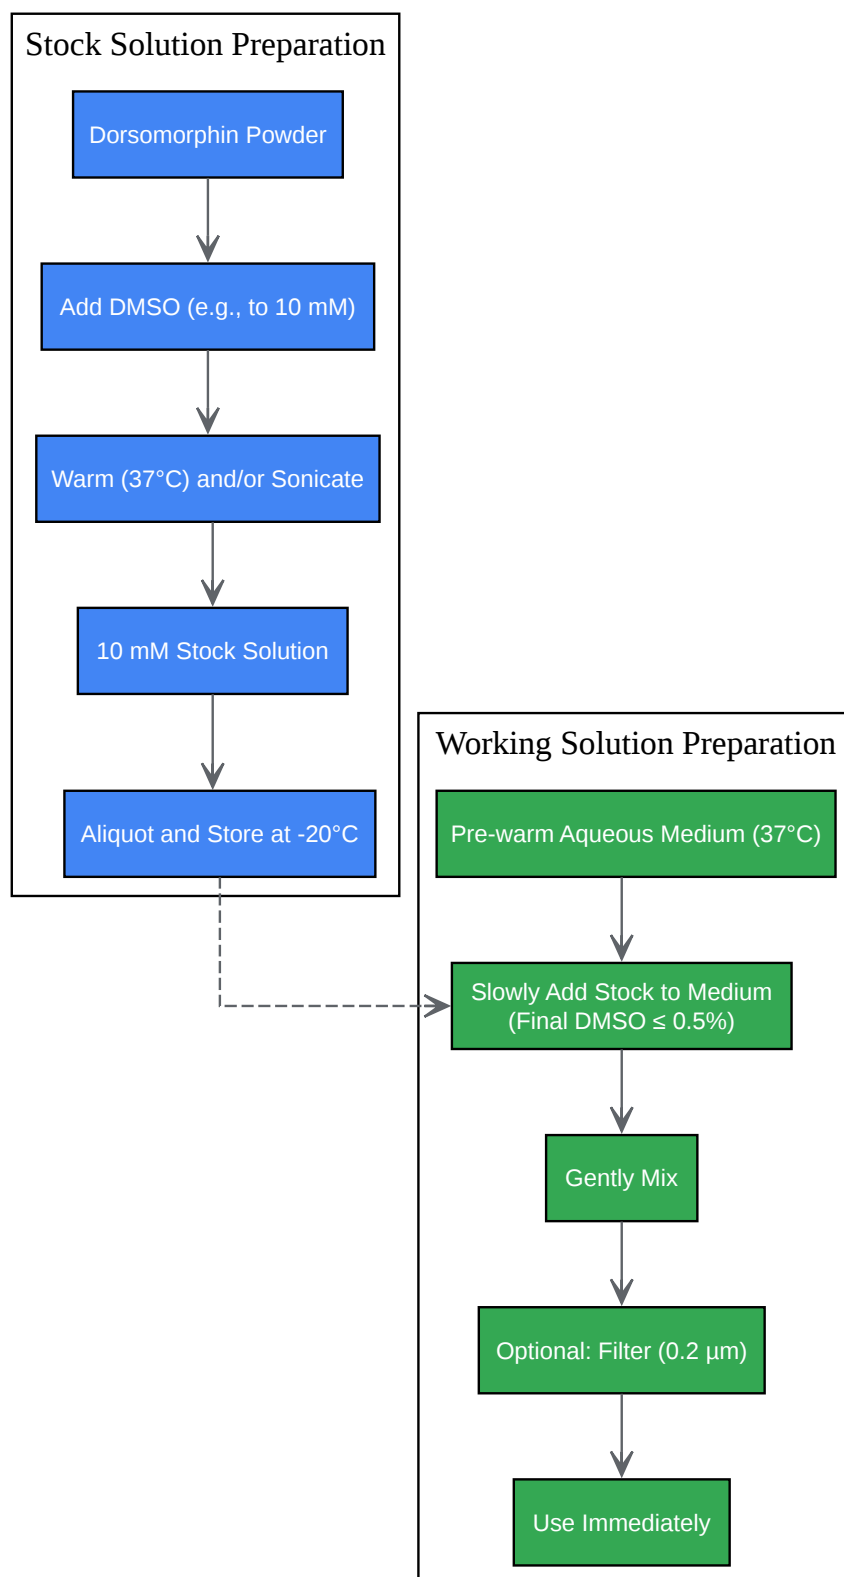 Stock Solution Preparation
Dorsomorphin Powder
Add DMSO (e.g., to 10 mM)
Warm (37°C) and/or Sonicate
10 mM Stock Solution
Aliquot and Store at -20°C
Working Solution Preparation
Pre-warm Aqueous Medium (37°C)
Slowly Add Stock to Medium
(Final DMSO ≤ 0.5%)
Gently Mix
Optional: Filter (0.2 µm)
Use Immediately